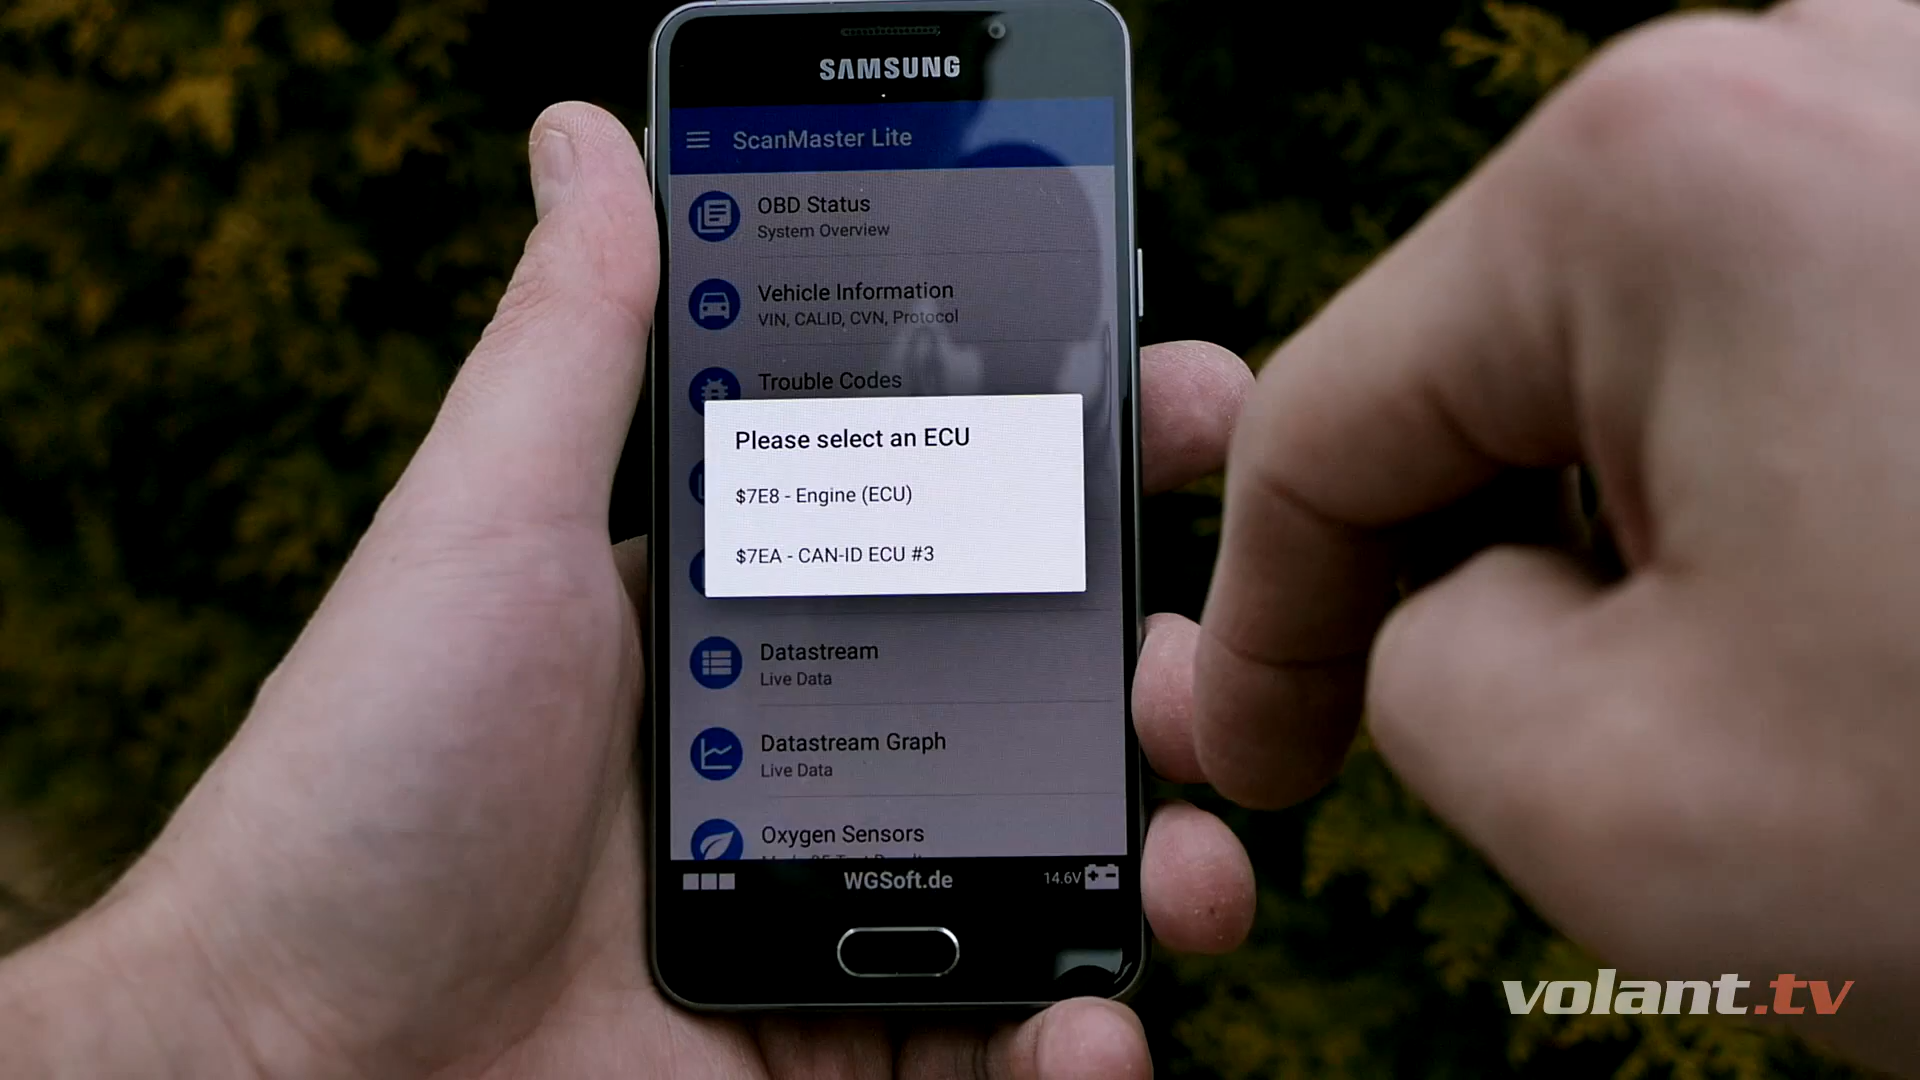 SAMSUNG
ScanMaster Lite
OBD Status
System Overview
Vehicle Information
VIN, CALID, CVN, Protocol
Trouble Codes
Please select an ECU
$7E8 - Engine (ECU)
$7EA - CAN-ID ECU #3
Datastream
Live Data
Datastream Graph
Live Data
Oxygen Sensors
WGSoft.de
14.6V
volant.tv